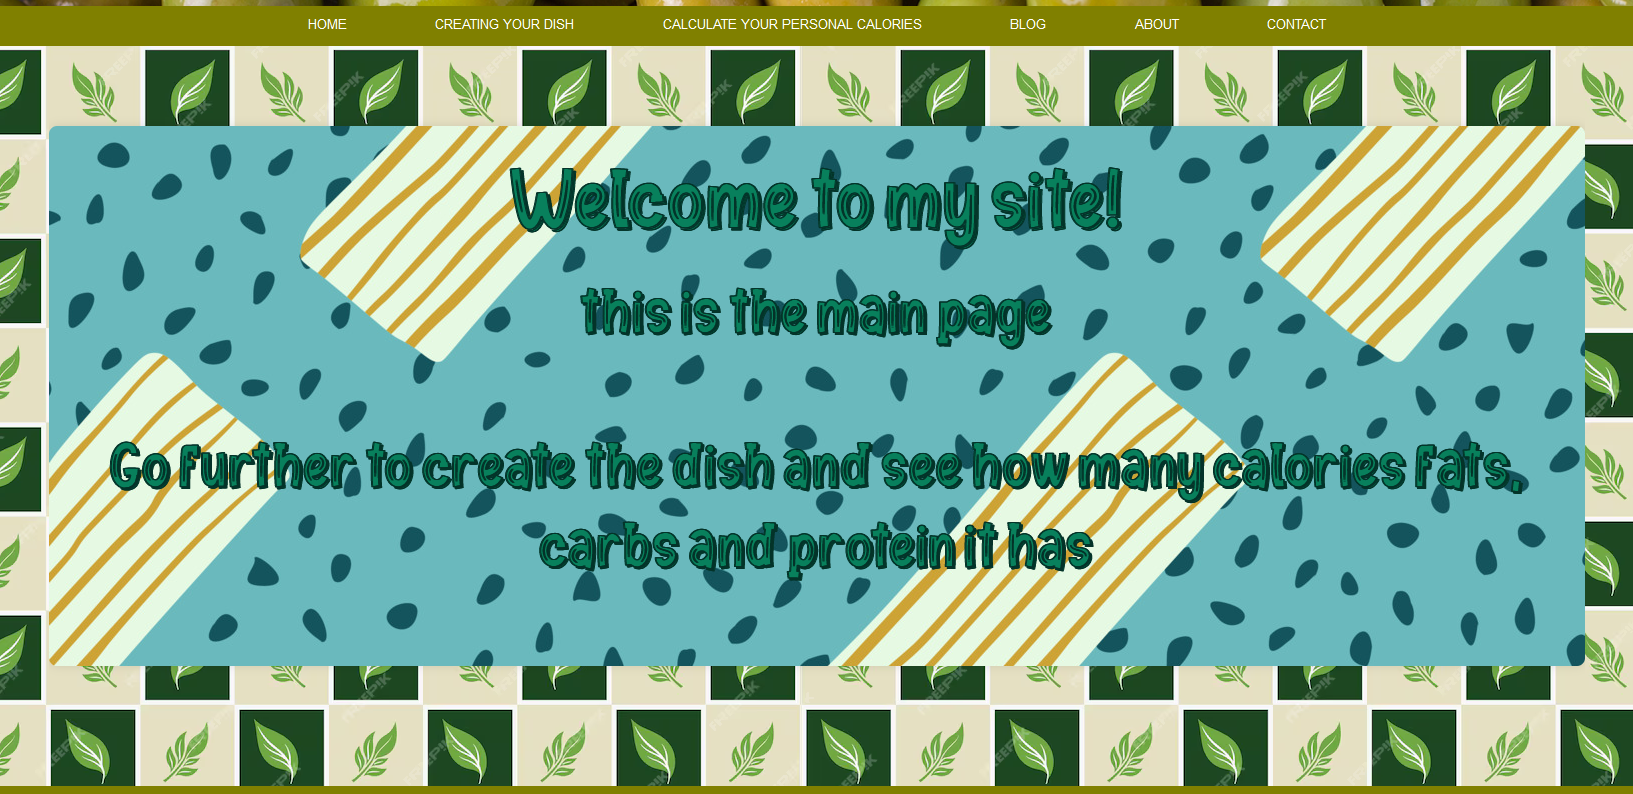 HOME CREATING YOUR DISH CALCULATE YOUR PERSONAL CALORIES BLOG ABOUT CONTACT
Welcome to my site!
this is the main page
Go further to create the dish and see how many calories fats,
carbs and protein it has
FREEPIK